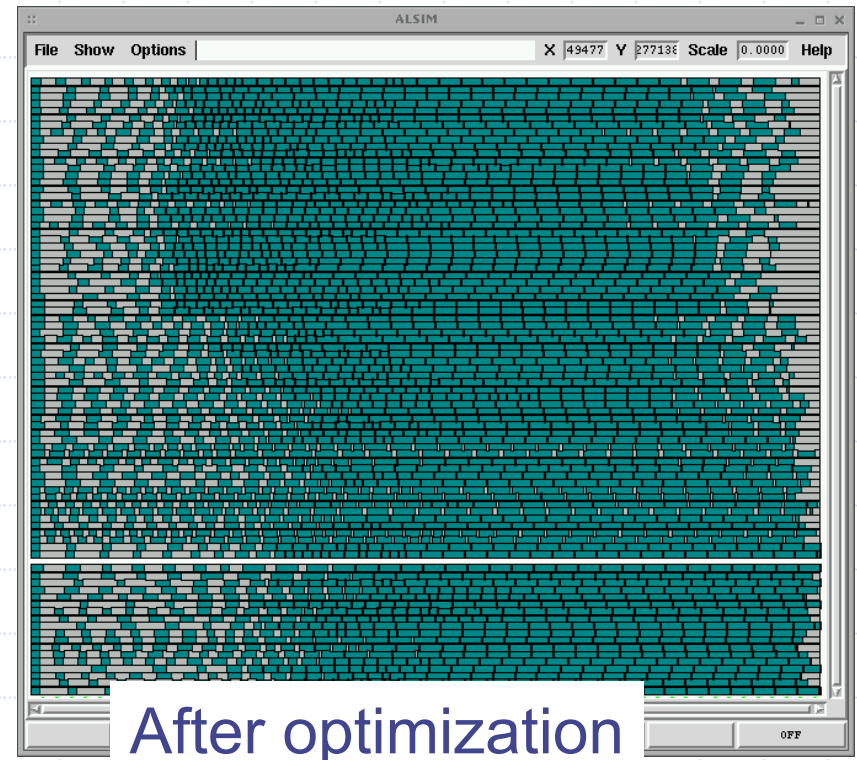 ALSIM
File Show Options X 49477 Y 277138 Scale 0.0000 Help
After optimization
OFF